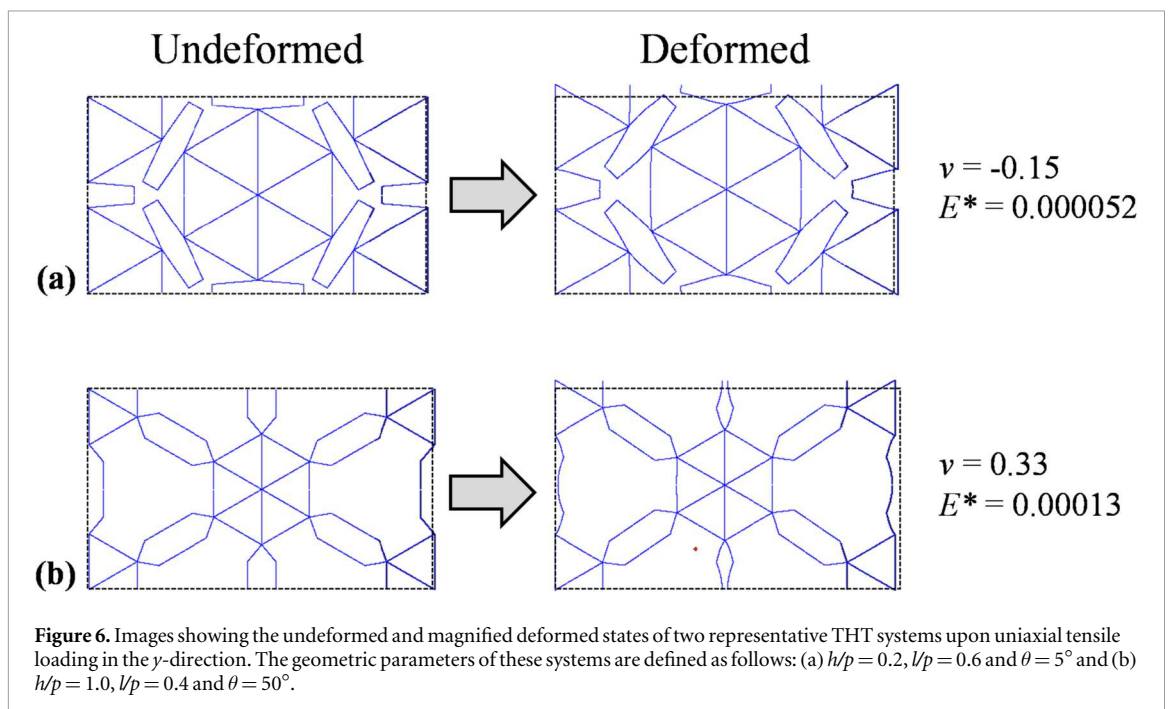 Undeformed
Deformed
(a)
ν = -0.15
E* = 0.000052
(b)
ν = 0.33
E* = 0.00013
Figure 6. Images showing the undeformed and magnified deformed states of two representative THT systems upon uniaxial tensile
loading in the y-direction. The geometric parameters of these systems are defined as follows: (a) h/p = 0.2, l/p = 0.6 and θ = 5° and (b)
h/p = 1.0, l/p = 0.4 and θ = 50°.